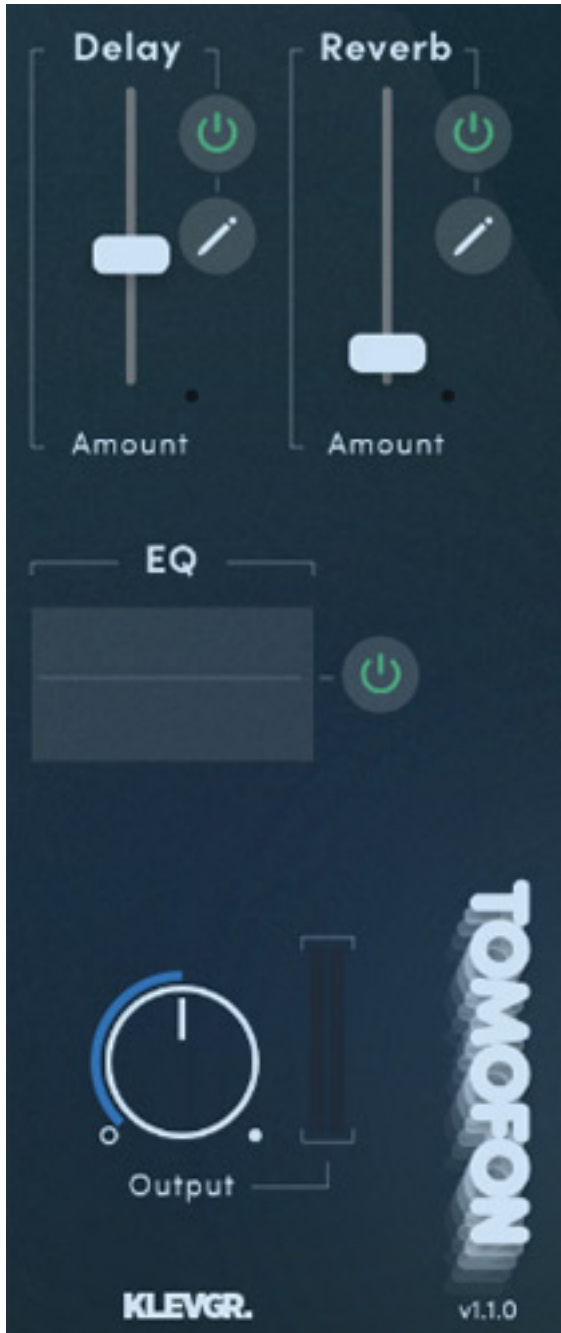 Delay
Reverb
Amount
Amount
EQ
TOMOFON
Output
KLEVGR.
v1.1.0